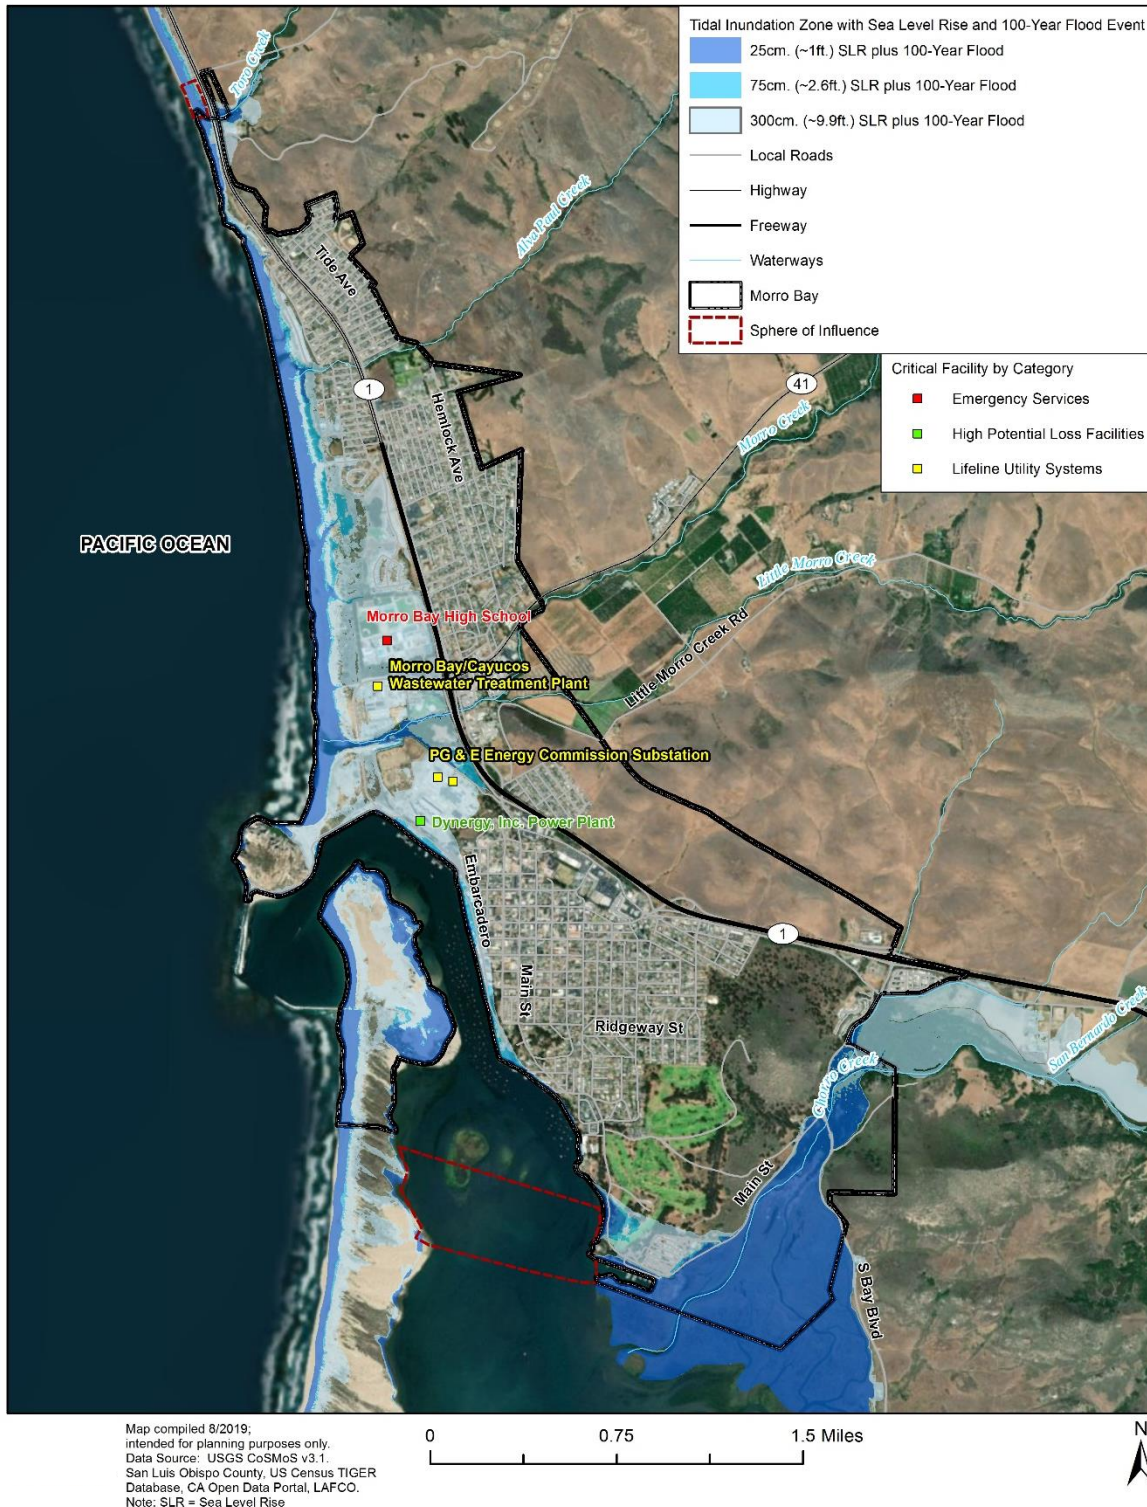 Tidal Inundation Zone with Sea Level Rise and 100-Year Flood Event
25cm. (~1ft.) SLR plus 100-Year Flood
75cm. (~2.6ft.) SLR plus 100-Year Flood
300cm. (~9.9ft.) SLR plus 100-Year Flood
Local Roads
Highway
Freeway
Waterways
Morro Bay
Sphere of Influence
Critical Facility by Category
Emergency Services
High Potential Loss Facilities
Lifeline Utility Systems
Toro Creek
Alva Paul Creek
Tide Ave
1
41
Hemlock Ave
Morro Creek
PACIFIC OCEAN
Little Morro Creek
Morro Bay High School
Little Morro Creek Rd
Morro Bay/Cayucos
Wastewater Treatment Plant
PG & E Energy Commission Substation
Dynergy, Inc. Power Plant
Embarcadero
1
Main St
Ridgeway St
San Bernardo Creek
Chorro Creek
Main St
S Bay Blvd
Map compiled 8/2019;
intended for planning purposes only.
Data Source: USGS CoSMoS v3.1.
San Luis Obispo County, US Census TIGER
Database, CA Open Data Portal, LAFCO.
Note: SLR = Sea Level Rise
0 0.75 1.5 Miles
N